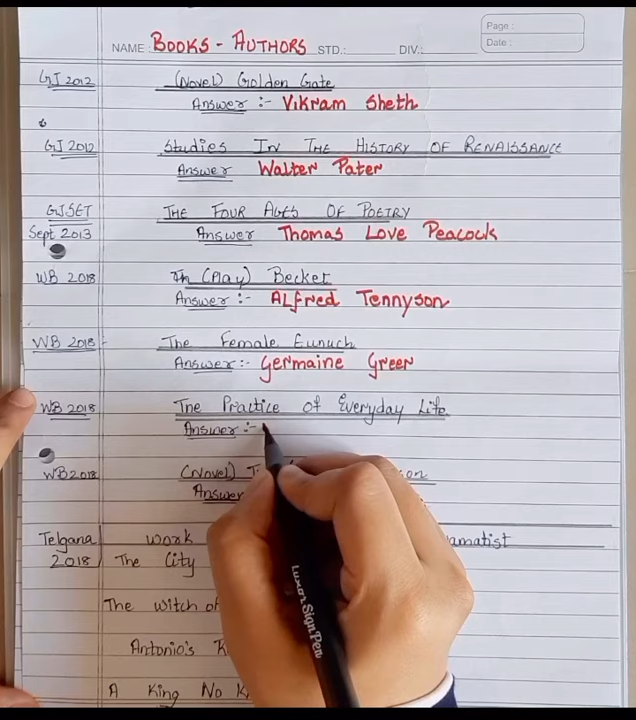 Page :
Date :
NAME : BOOKS - AUTHORS STD.: DIV.:
GJ 2012 (Novel) Golden Gate
Answer :- Vikram Sheth
GJ 2012 Studies In The History of Renaissance
Answer Walter Pater
GJSET The Four Ages of Poetry
Sept 2013 Answer Thomas Love Peacock
WB 2018 (Play) Becket
Answer :- Alfred Tennyson
WB 2018 The Female Eunuch
Answer :- Germaine Greer
WB 2018 The Practice of Everyday Life
Answer :-
WB 2018 (Novel)
Answer
Telgana work
2018 The City
The witch of
Antonio's
A King No
Luxor Sign Pen